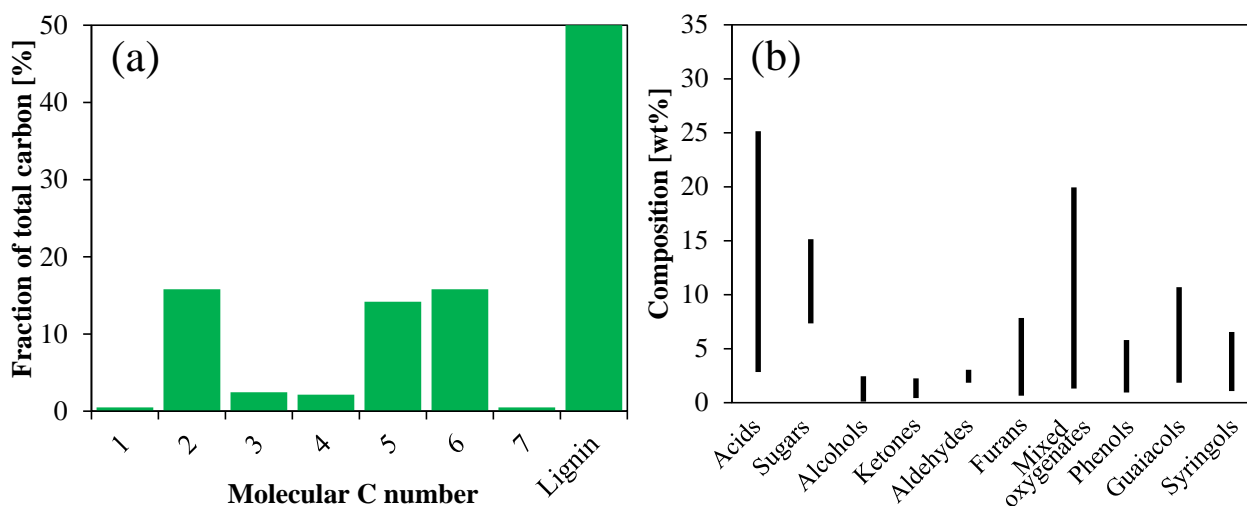 (a)
Fraction of total carbon [%]
50
40
30
20
10
0
1
2
3
4
5
6
7
Lignin
Molecular C number
(b)
Composition [wt%]
35
30
25
20
15
10
5
0
Acids
Sugars
Alcohols
Ketones
Aldehydes
Furans
Mixed
oxygenates
Phenols
Guaiacols
Syringols